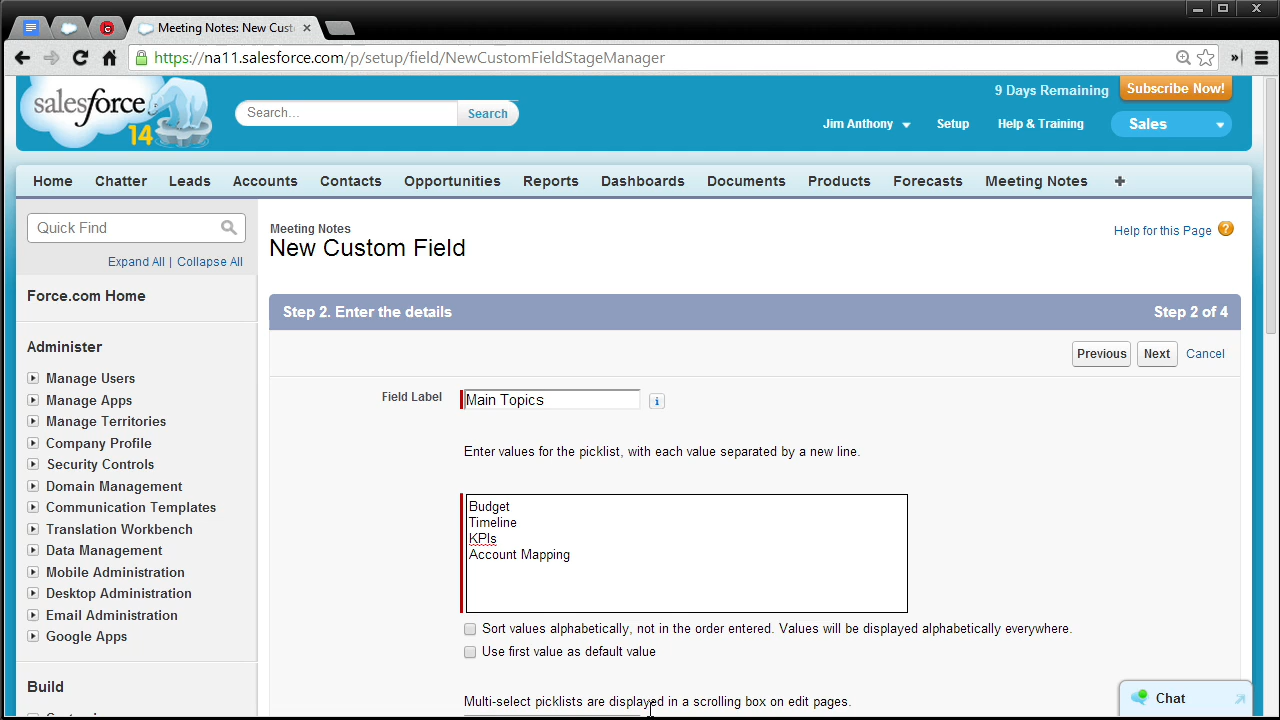 Meeting Notes: New Cust
https://na11.salesforce.com/p/setup/field/NewCustomFieldStageManager
salesforce
14
Search...
Search
9 Days Remaining
Subscribe Now!
Jim Anthony
Setup
Help & Training
Sales
Home Chatter Leads Accounts Contacts Opportunities Reports Dashboards Documents Products Forecasts Meeting Notes +
Quick Find
Expand All | Collapse All
Force.com Home
Administer
Manage Users
Manage Apps
Manage Territories
Company Profile
Security Controls
Domain Management
Communication Templates
Translation Workbench
Data Management
Mobile Administration
Desktop Administration
Email Administration
Google Apps
Build
Meeting Notes
New Custom Field
Help for this Page ?
Step 2. Enter the details
Step 2 of 4
Previous
Next
Cancel
Field Label
Main Topics
i
Enter values for the picklist, with each value separated by a new line.
Budget
Timeline
KPIs
Account Mapping
Sort values alphabetically, not in the order entered. Values will be displayed alphabetically everywhere.
Use first value as default value
Multi-select picklists are displayed in a scrolling box on edit pages.
Chat